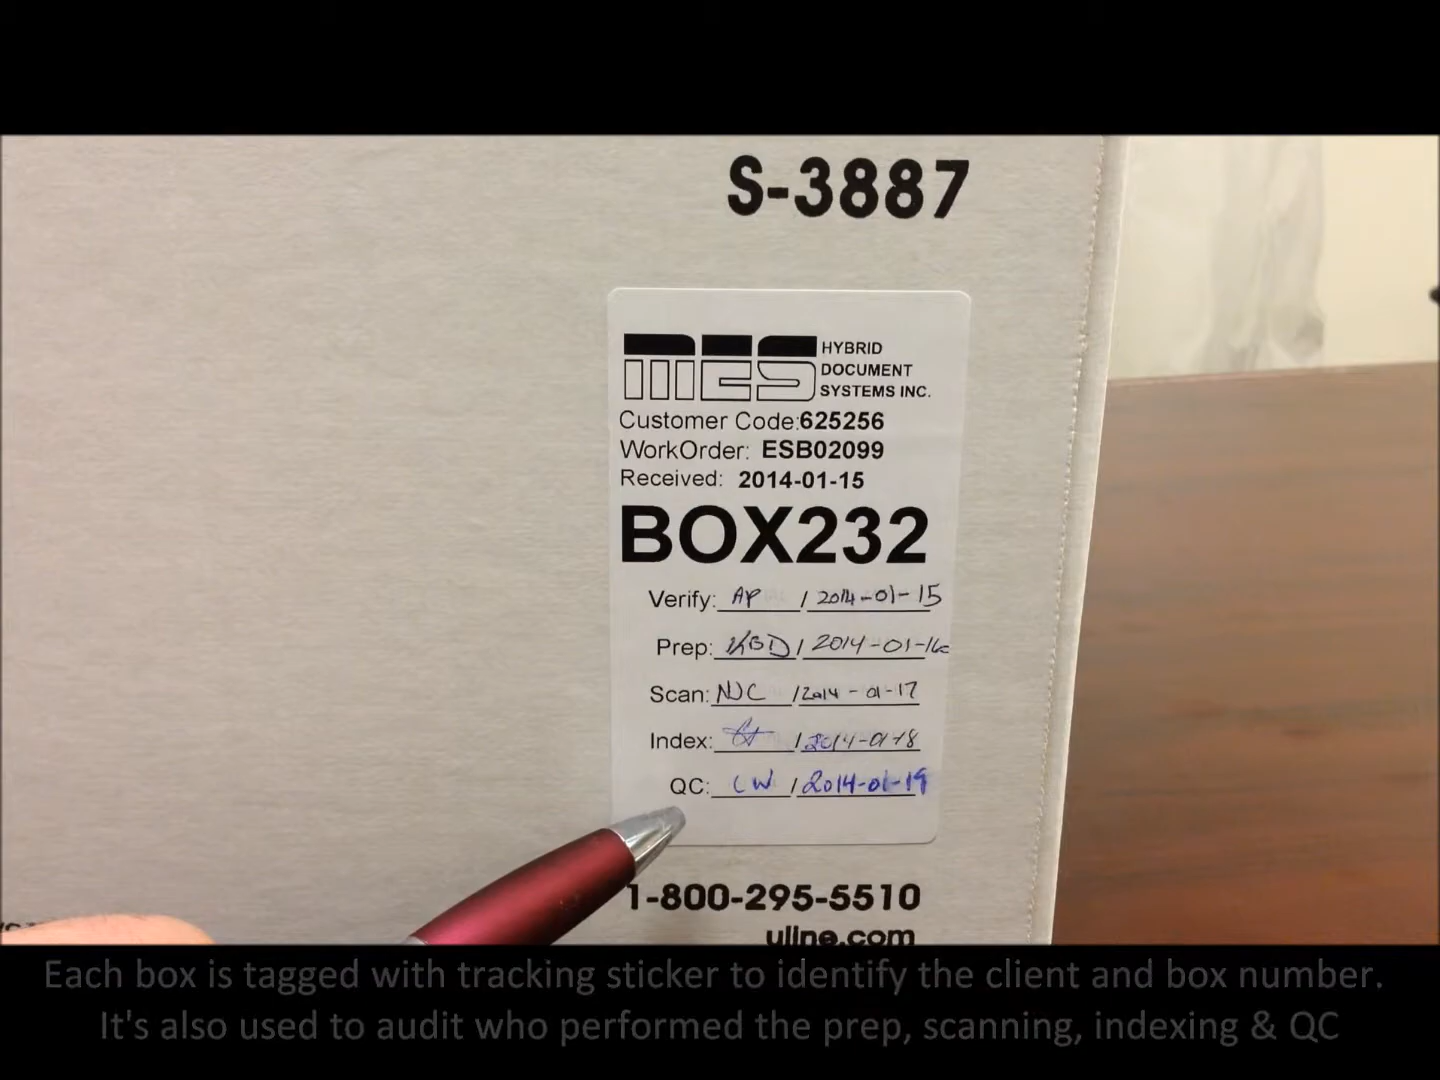 S-3887
MES HYBRID
DOCUMENT
SYSTEMS INC.
Customer Code:625256
WorkOrder: ESB02099
Received: 2014-01-15
BOX232
Verify: AP / 2014-01-15
Prep: KBD / 2014-01-16
Scan: NJC / 2014-01-17
Index: / 2014-01-18
QC: CW / 2014-01-19
1-800-295-5510
uline.com
Each box is tagged with tracking sticker to identify the client and box number.
It's also used to audit who performed the prep, scanning, indexing & QC